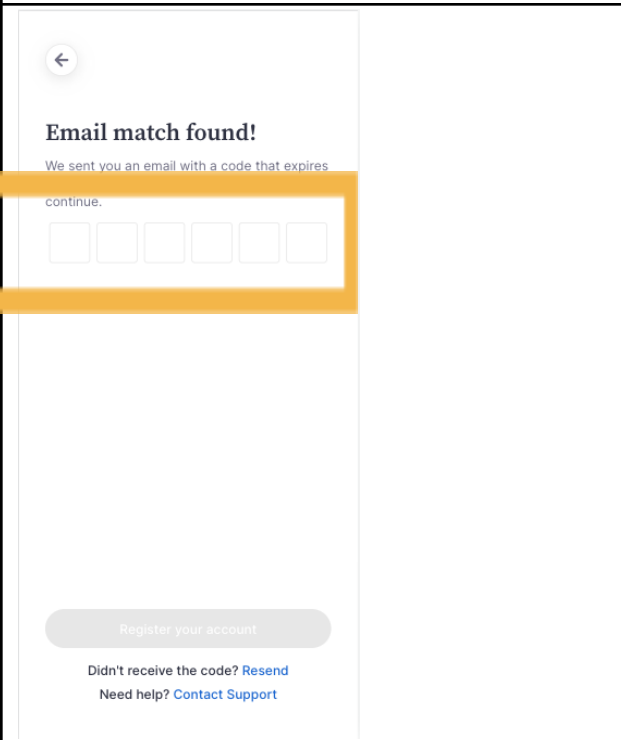 Email match found!
We sent you an email with a code that expires
continue.
Register your account
Didn't receive the code? Resend
Need help? Contact Support